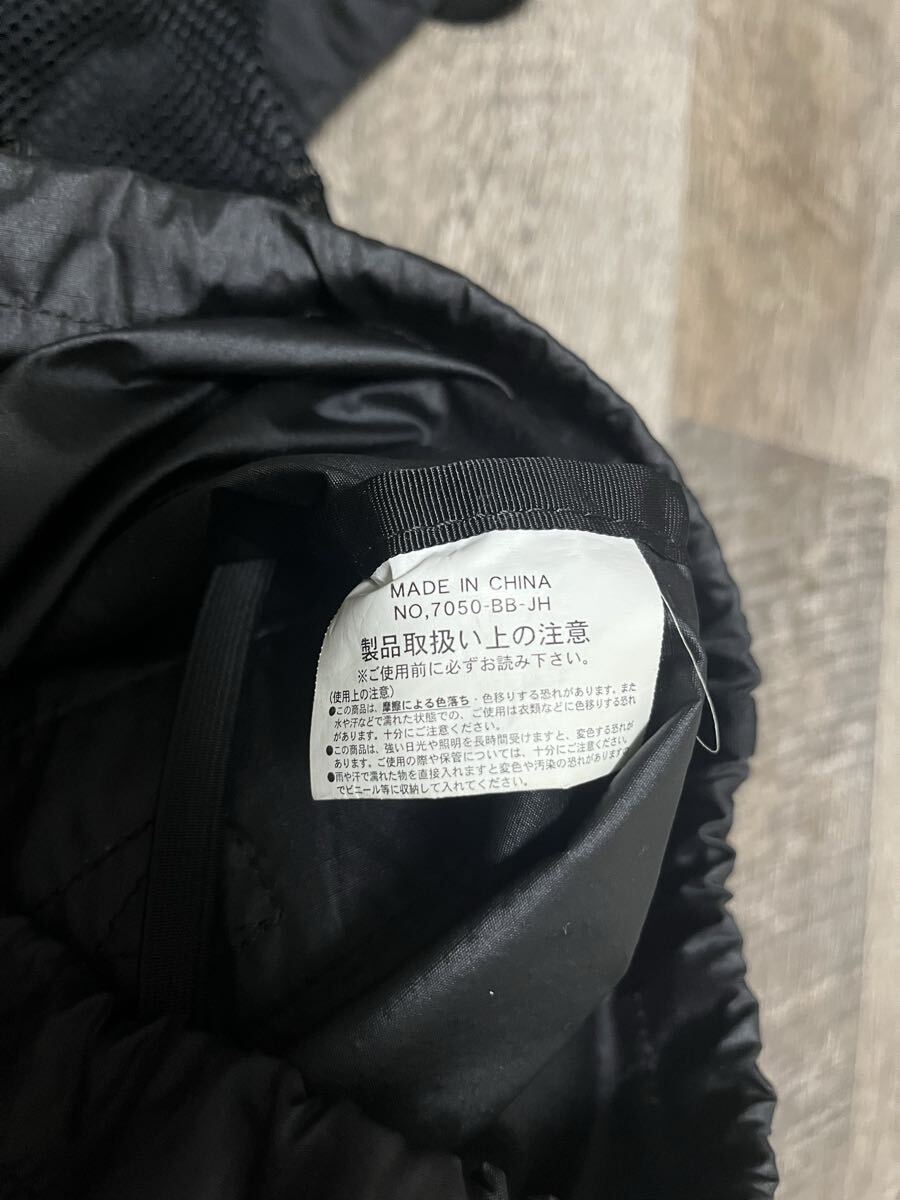 MADE IN CHINA
NO,7050-BB-JH
製品取扱い上の注意
※ご使用前に必ずお読み下さい。
(使用上の注意)
●この商品は、摩擦による色落ち・色移りする恐れがあります。また
水や汗などで濡れた状態での、ご使用は衣類などに色移りする恐れ
があります。十分にご注意ください。
●この商品は、強い日光や照明を長時間受けますと、変色する恐れが
あります。ご使用の際や保管については、十分にご注意ください。
●雨や汗で濡れた物を直接入れますと変色や汚染の恐れがありますの
でビニール等に収納して入れてください。